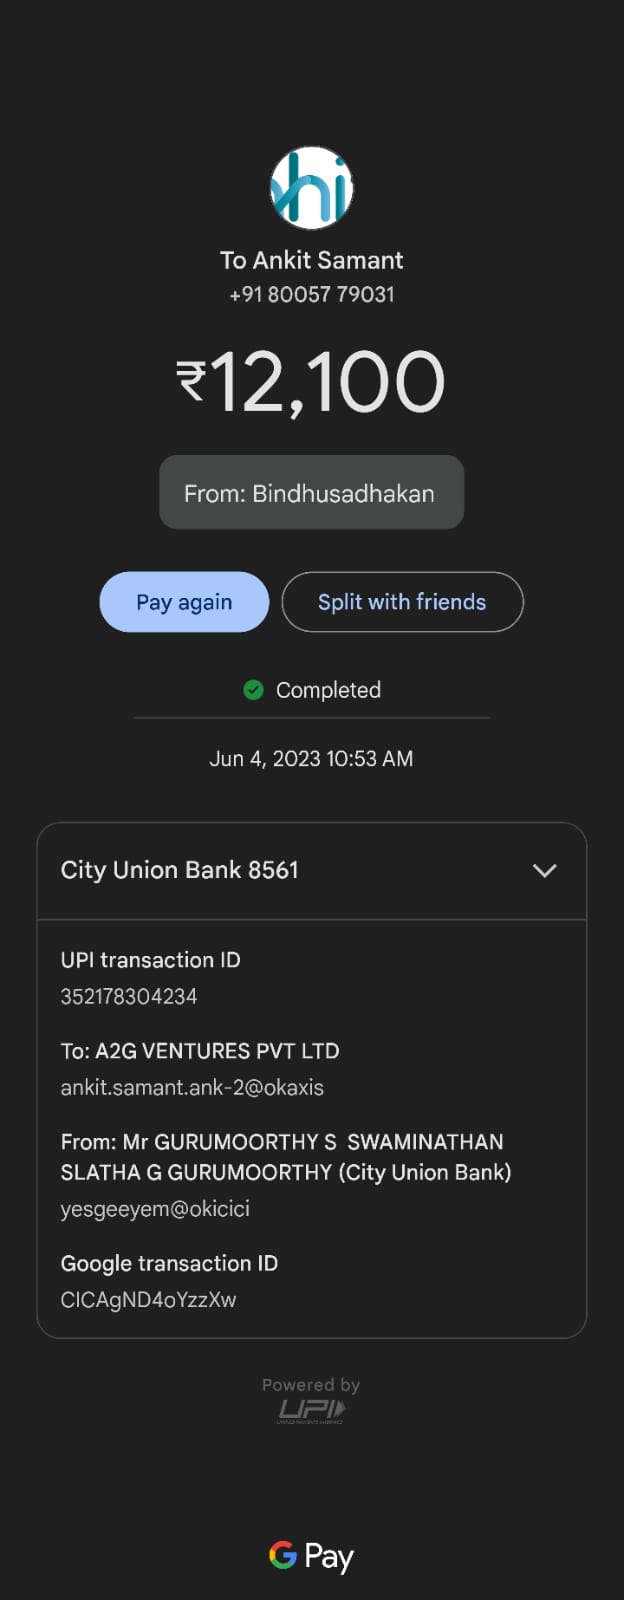 hi
To Ankit Samant
+91 80057 79031
₹12,100
From: Bindhusadhakan
Pay again
Split with friends
Completed
Jun 4, 2023 10:53 AM
City Union Bank 8561
UPI transaction ID
352178304234
To: A2G VENTURES PVT LTD
ankit.samant.ank-2@okaxis
From: Mr GURUMOORTHY S  SWAMINATHAN
SLATHA G GURUMOORTHY (City Union Bank)
yesgeeyem@okicici
Google transaction ID
CICAgND4oYzzXw
Powered by
UPI
UNIFIED PAYMENTS INTERFACE
G Pay